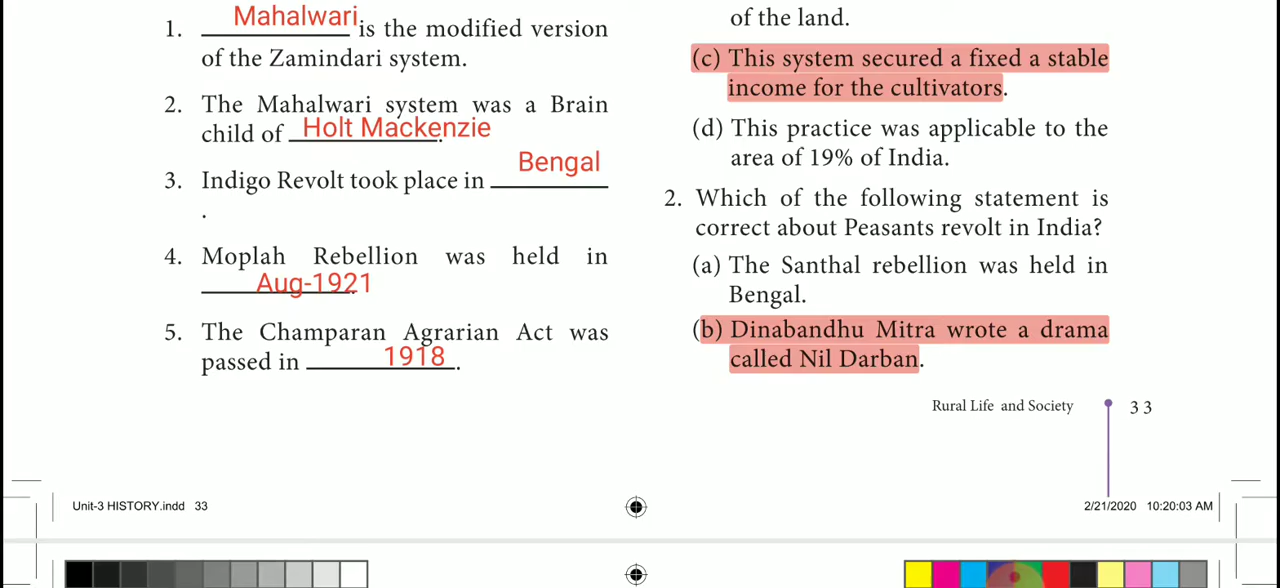 1. Mahalwari is the modified version
of the Zamindari system.
2. The Mahalwari system was a Brain
child of Holt Mackenzie.
3. Indigo Revolt took place in Bengal
.
4. Moplah Rebellion was held in
Aug-1921.
5. The Champaran Agrarian Act was
passed in 1918.
of the land.
(c) This system secured a fixed a stable
income for the cultivators.
(d) This practice was applicable to the
area of 19% of India.
2. Which of the following statement is
correct about Peasants revolt in India?
(a) The Santhal rebellion was held in
Bengal.
(b) Dinabandhu Mitra wrote a drama
called Nil Darban.
Rural Life and Society 33
Unit-3 HISTORY.indd 33
2/21/2020 10:20:03 AM